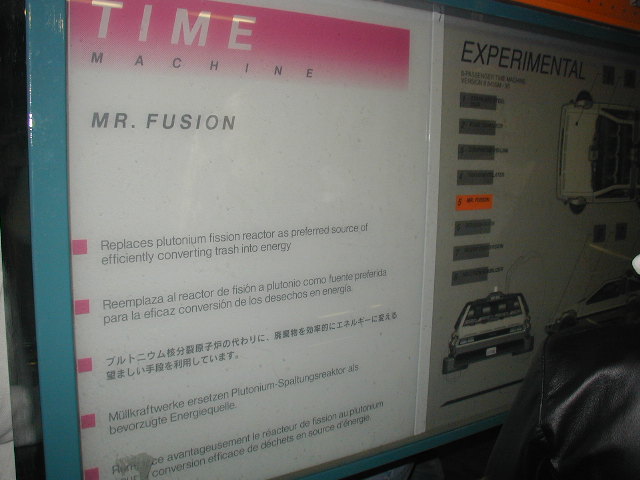 TIME
MACHINE
MR. FUSION
Replaces plutonium fission reactor as preferred source of
efficiently converting trash into energy
Reemplaza al reactor de fisión a plutonio como fuente preferida
para la eficaz conversión de los desechos en energía.
プルトニウム核分裂原子炉の代わりに、廃棄物を効率的にエネルギーに変える
望ましい手段を利用しています。
Müllkraftwerke ersetzen Plutonium-Spaltungsreaktor als
bevorzugte Energiequelle.
avantageusement le réacteur de fission au plutonium
conversion efficace de déchets en source d'énergie.
EXPERIMENTAL
TIME MACHINE
5 MR. FUSION